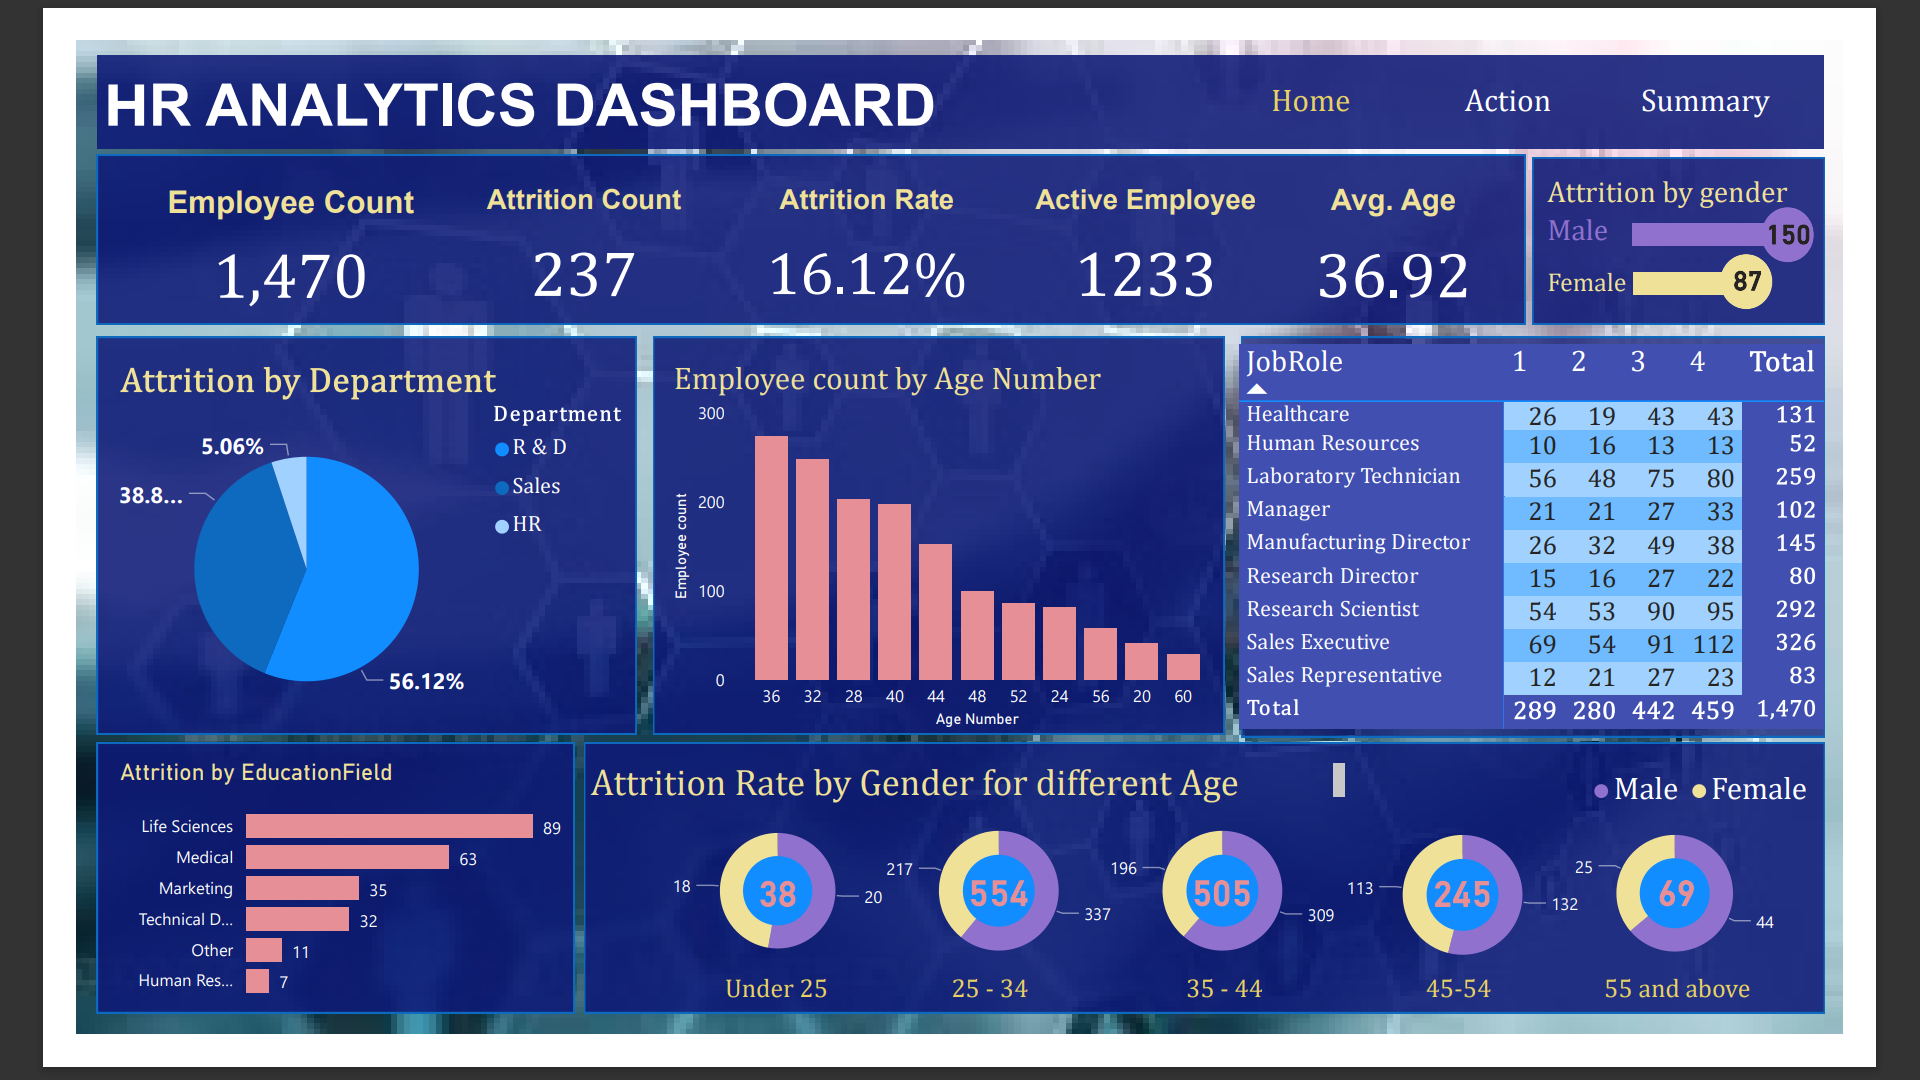 HR ANALYTICS DASHBOARD
Home Action Summary
Employee Count Attrition Count Attrition Rate Active Employee Avg. Age
1,470 237 16.12% 1233 36.92
Attrition by gender
Male 150
Female 87
Attrition by Department
Department
R & D
Sales
HR
5.06%
38.8...
56.12%
Employee count by Age Number
Employee count
300
200
100
0
36 32 28 40 44 48 52 24 56 20 60
Age Number
JobRole 1 2 3 4 Total
Healthcare 26 19 43 43 131
Human Resources 10 16 13 13 52
Laboratory Technician 56 48 75 80 259
Manager 21 21 27 33 102
Manufacturing Director 26 32 49 38 145
Research Director 15 16 27 22 80
Research Scientist 54 53 90 95 292
Sales Executive 69 54 91 112 326
Sales Representative 12 21 27 23 83
Total 289 280 442 459 1,470
Attrition by EducationField
Life Sciences 89
Medical 63
Marketing 35
Technical D... 32
Other 11
Human Res... 7
Attrition Rate by Gender for different Age
Male Female
18 38 20
217 554 337
196 505 309
113 245 132
25 69 44
Under 25 25 - 34 35 - 44 45-54 55 and above